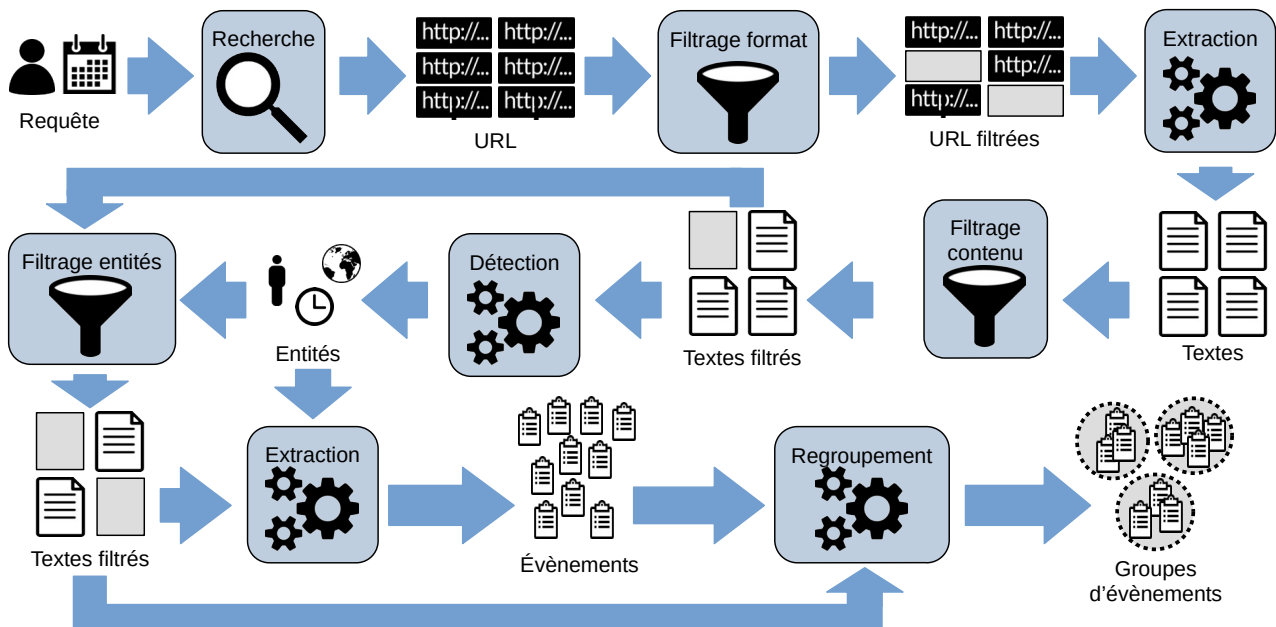 Requête
Recherche
http://... http://...
http://... http://...
http://... http://...
URL
Filtrage format
http://... http://...
http://...
http://...
URL filtrées
Extraction
Filtrage entités
Entités
Détection
Textes filtrés
Filtrage
contenu
Textes
Textes filtrés
Extraction
Évènements
Regroupement
Groupes
d'évènements